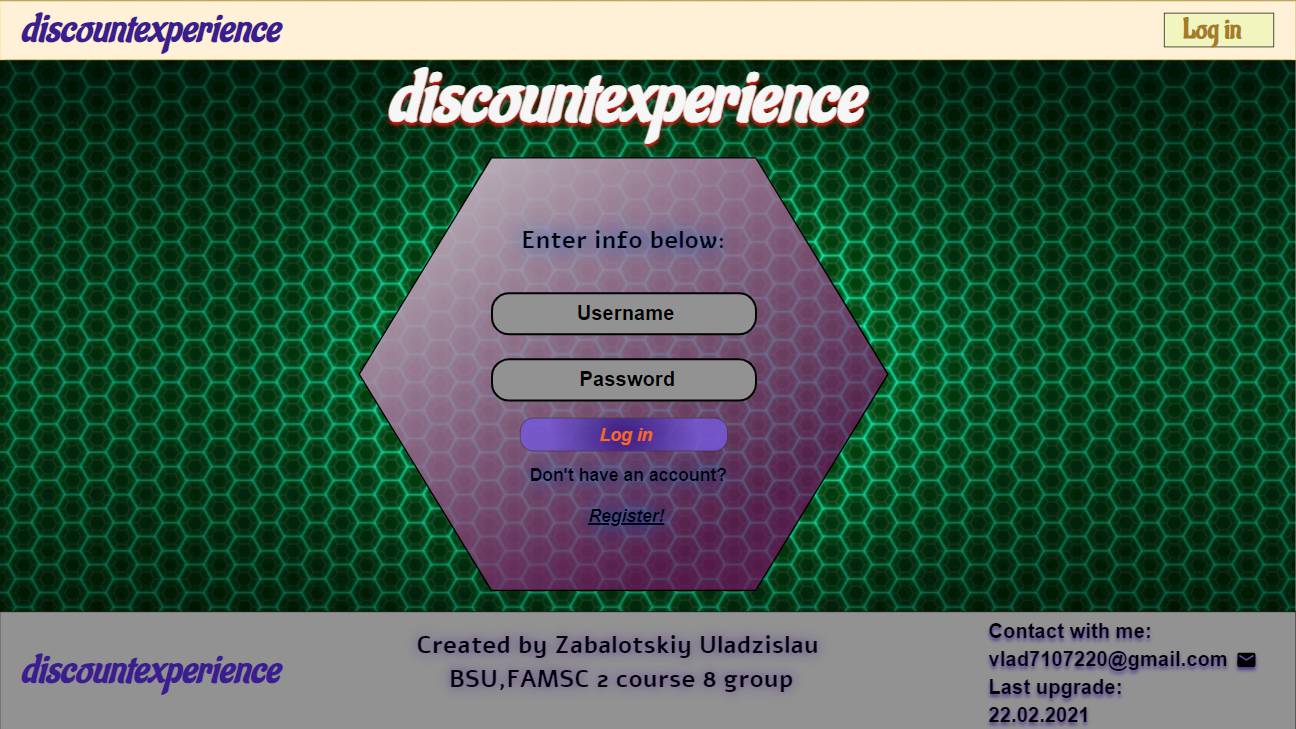 discountexperience
Log in
discountexperience
Enter info below:
Username
Password
Log in
Don't have an account?
Register!
discountexperience
Created by Zabalotskiy Uladzislau
BSU,FAMSC 2 course 8 group
Contact with me:
vlad7107220@gmail.com
Last upgrade:
22.02.2021